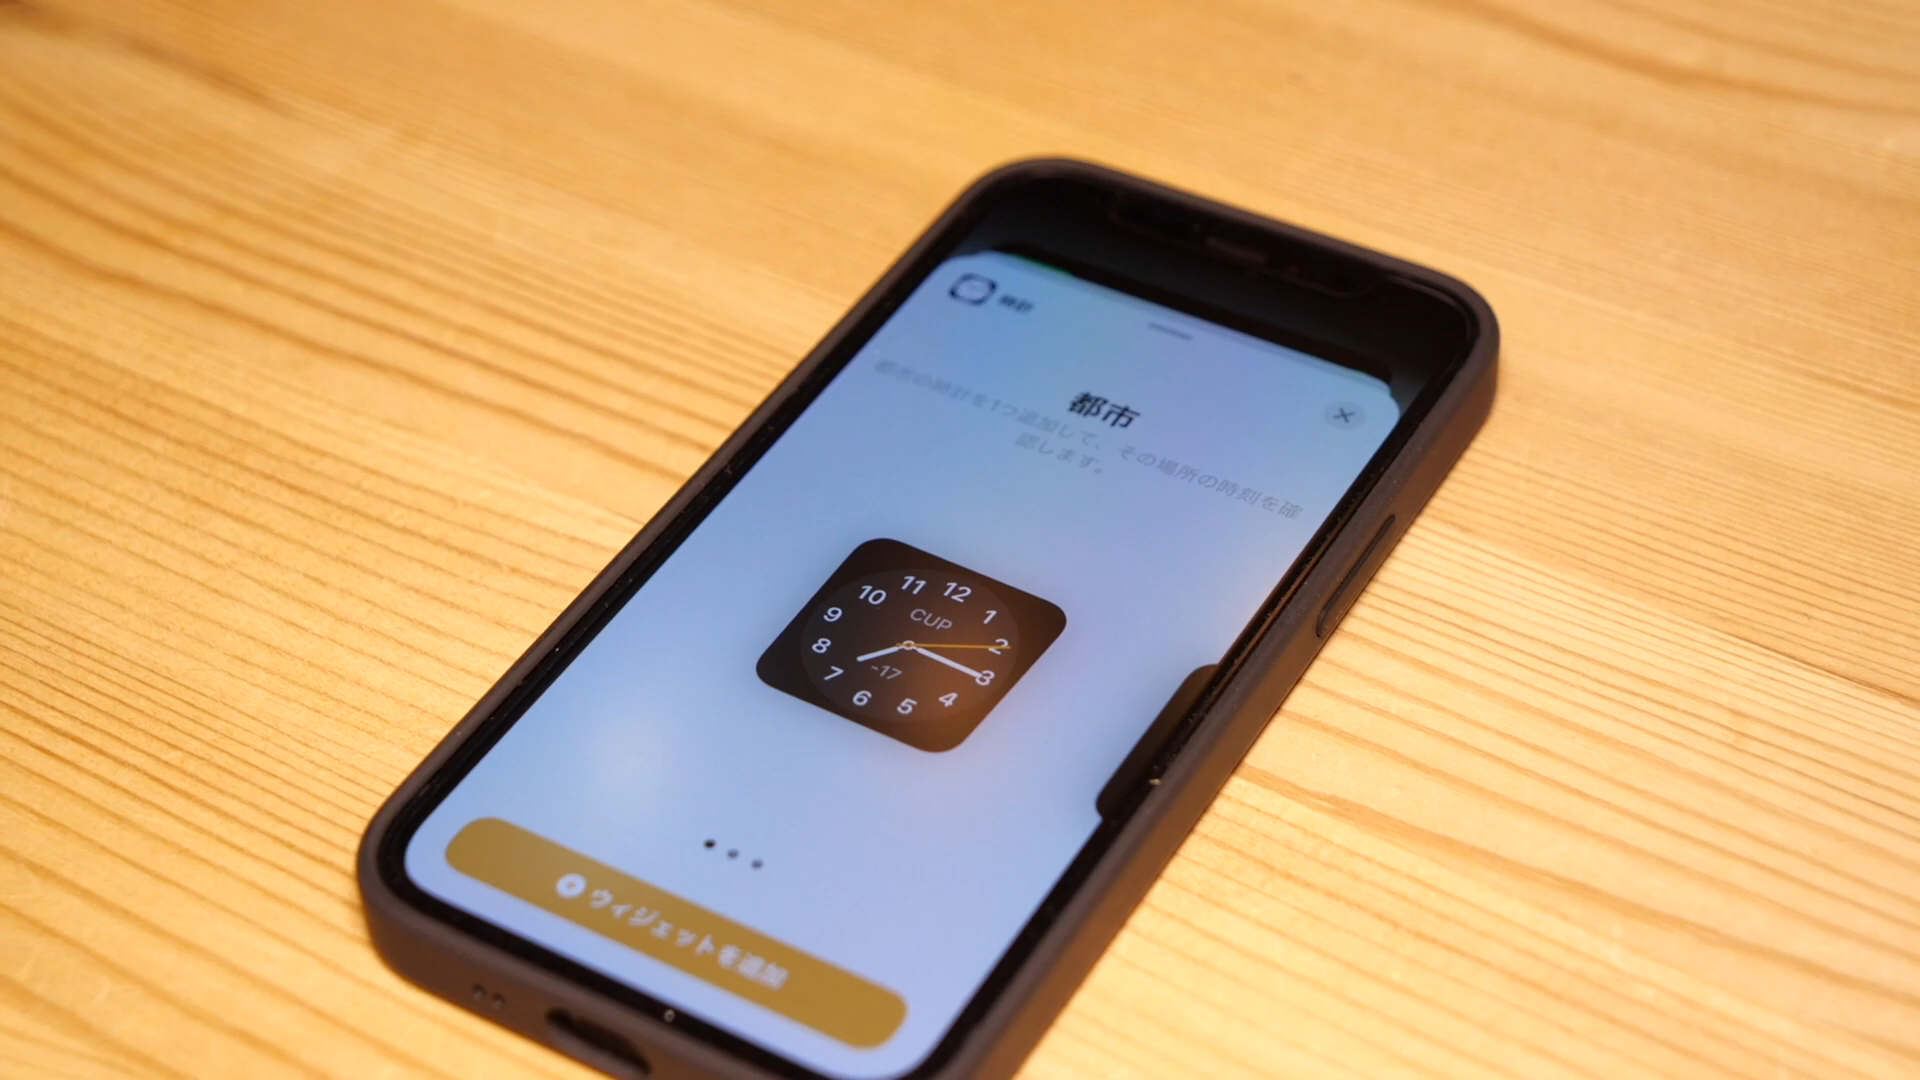 時計
都市
都市の時計を1つ追加して、その場所の時刻を確
認します。
11 12 1
10 2
9 3
8 4
7 6 5
CUP
-17
ウィジェットを追加